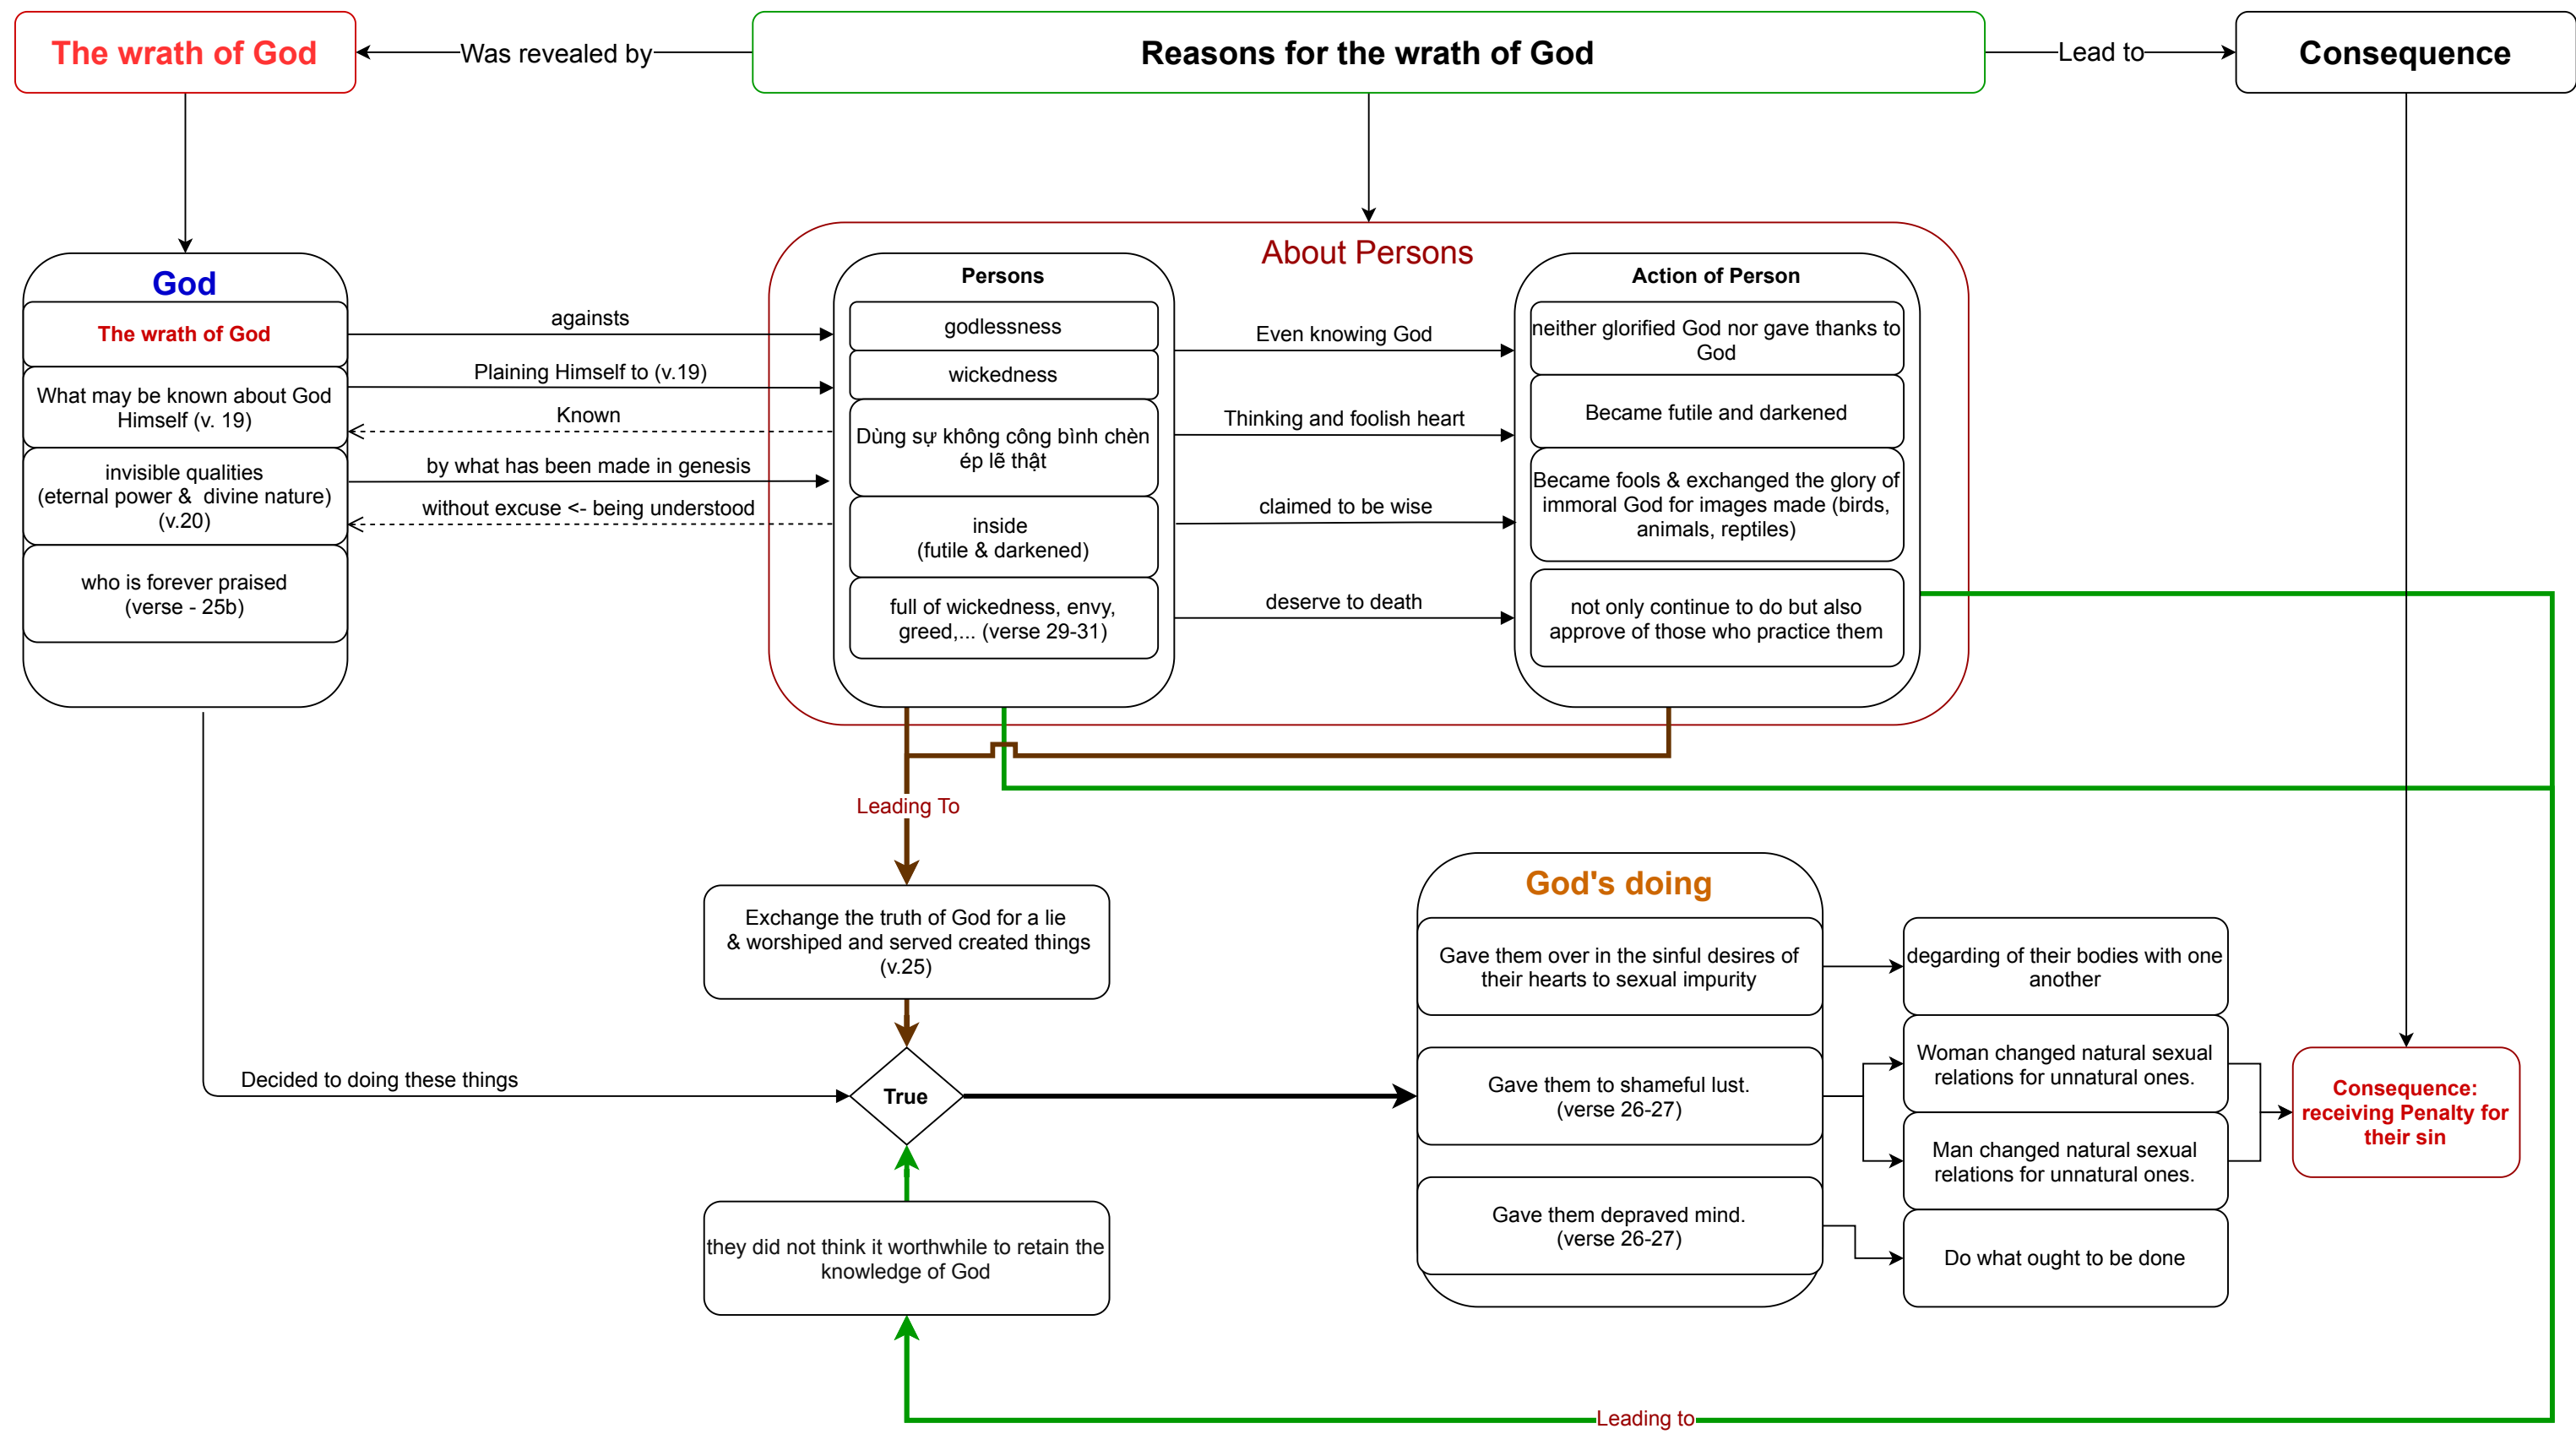 The wrath of God
Was revealed by
Reasons for the wrath of God
Lead to
Consequence
God
The wrath of God
What may be known about God
Himself (v. 19)
invisible qualities
(eternal power & divine nature)
(v.20)
who is forever praised
(verse - 25b)
againsts
Plaining Himself to (v.19)
Known
by what has been made in genesis
without excuse <- being understood
About Persons
Persons
godlessness
wickedness
Dùng sự không công bình chèn
ép lẽ thật
inside
(futile & darkened)
full of wickedness, envy,
greed,... (verse 29-31)
Even knowing God
Thinking and foolish heart
claimed to be wise
deserve to death
Action of Person
neither glorified God nor gave thanks to
God
Became futile and darkened
Became fools & exchanged the glory of
immoral God for images made (birds,
animals, reptiles)
not only continue to do but also
approve of those who practice them
Leading To
Exchange the truth of God for a lie
& worshiped and served created things
(v.25)
Decided to doing these things
True
they did not think it worthwhile to retain the
knowledge of God
God's doing
Gave them over in the sinful desires of
their hearts to sexual impurity
Gave them to shameful lust.
(verse 26-27)
Gave them depraved mind.
(verse 26-27)
degarding of their bodies with one
another
Woman changed natural sexual
relations for unnatural ones.
Man changed natural sexual
relations for unnatural ones.
Do what ought to be done
Consequence:
receiving Penalty for
their sin
Leading to